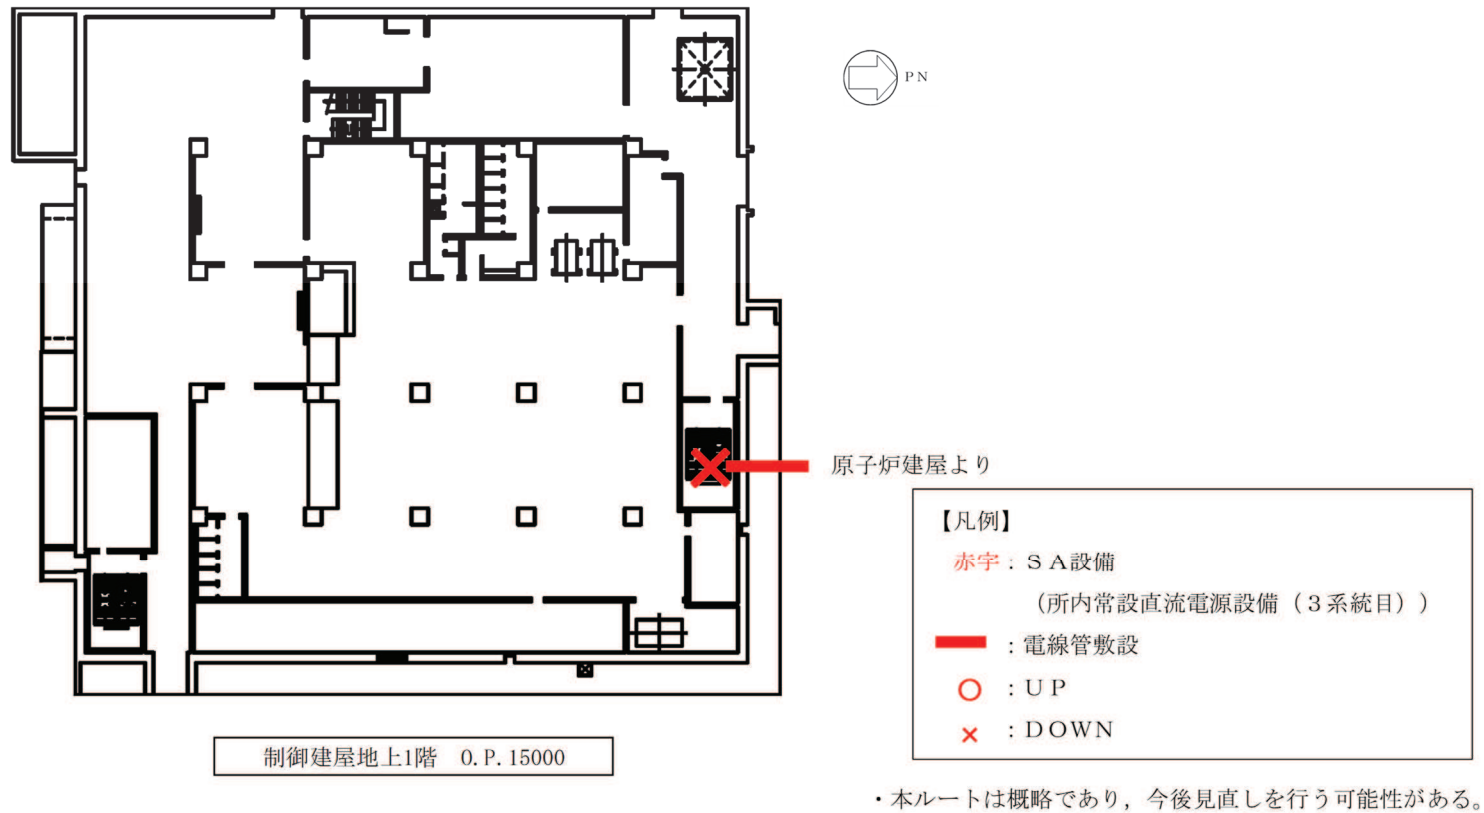 PN
原子炉建屋より
【凡例】
赤字：ＳＡ設備
（所内常設直流電源設備（３系統目））
：電線管敷設
：ＵＰ
：ＤＯＷＮ
制御建屋地上1階　O.P.15000
・本ルートは概略であり，今後見直しを行う可能性がある。